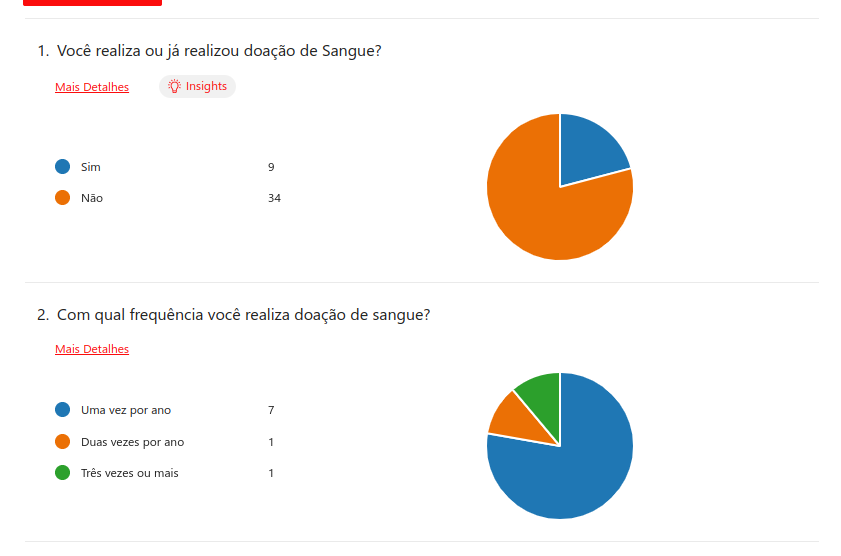 1. Você realiza ou já realizou doação de Sangue?
Mais Detalhes
Insights
Sim 9
Não 34
2. Com qual frequência você realiza doação de sangue?
Mais Detalhes
Uma vez por ano 7
Duas vezes por ano 1
Três vezes ou mais 1